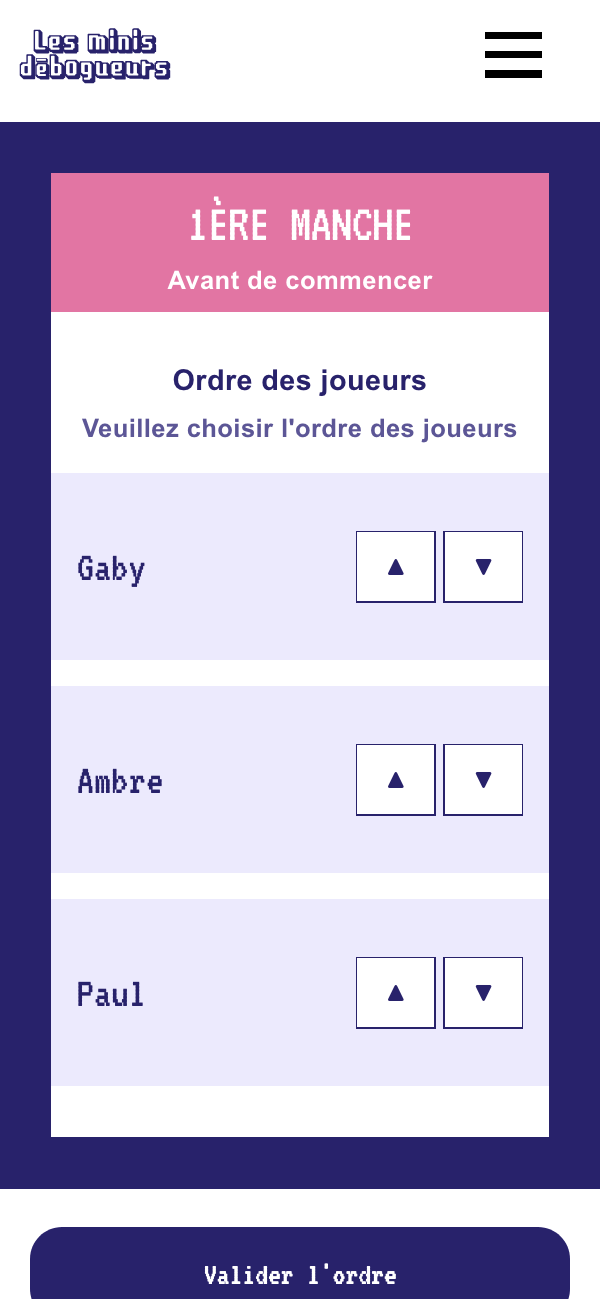 Les minis
débogueurs
1ÈRE MANCHE
Avant de commencer
Ordre des joueurs
Veuillez choisir l'ordre des joueurs
Gaby
▲ ▼
Ambre
▲ ▼
Paul
▲ ▼
Valider l'ordre